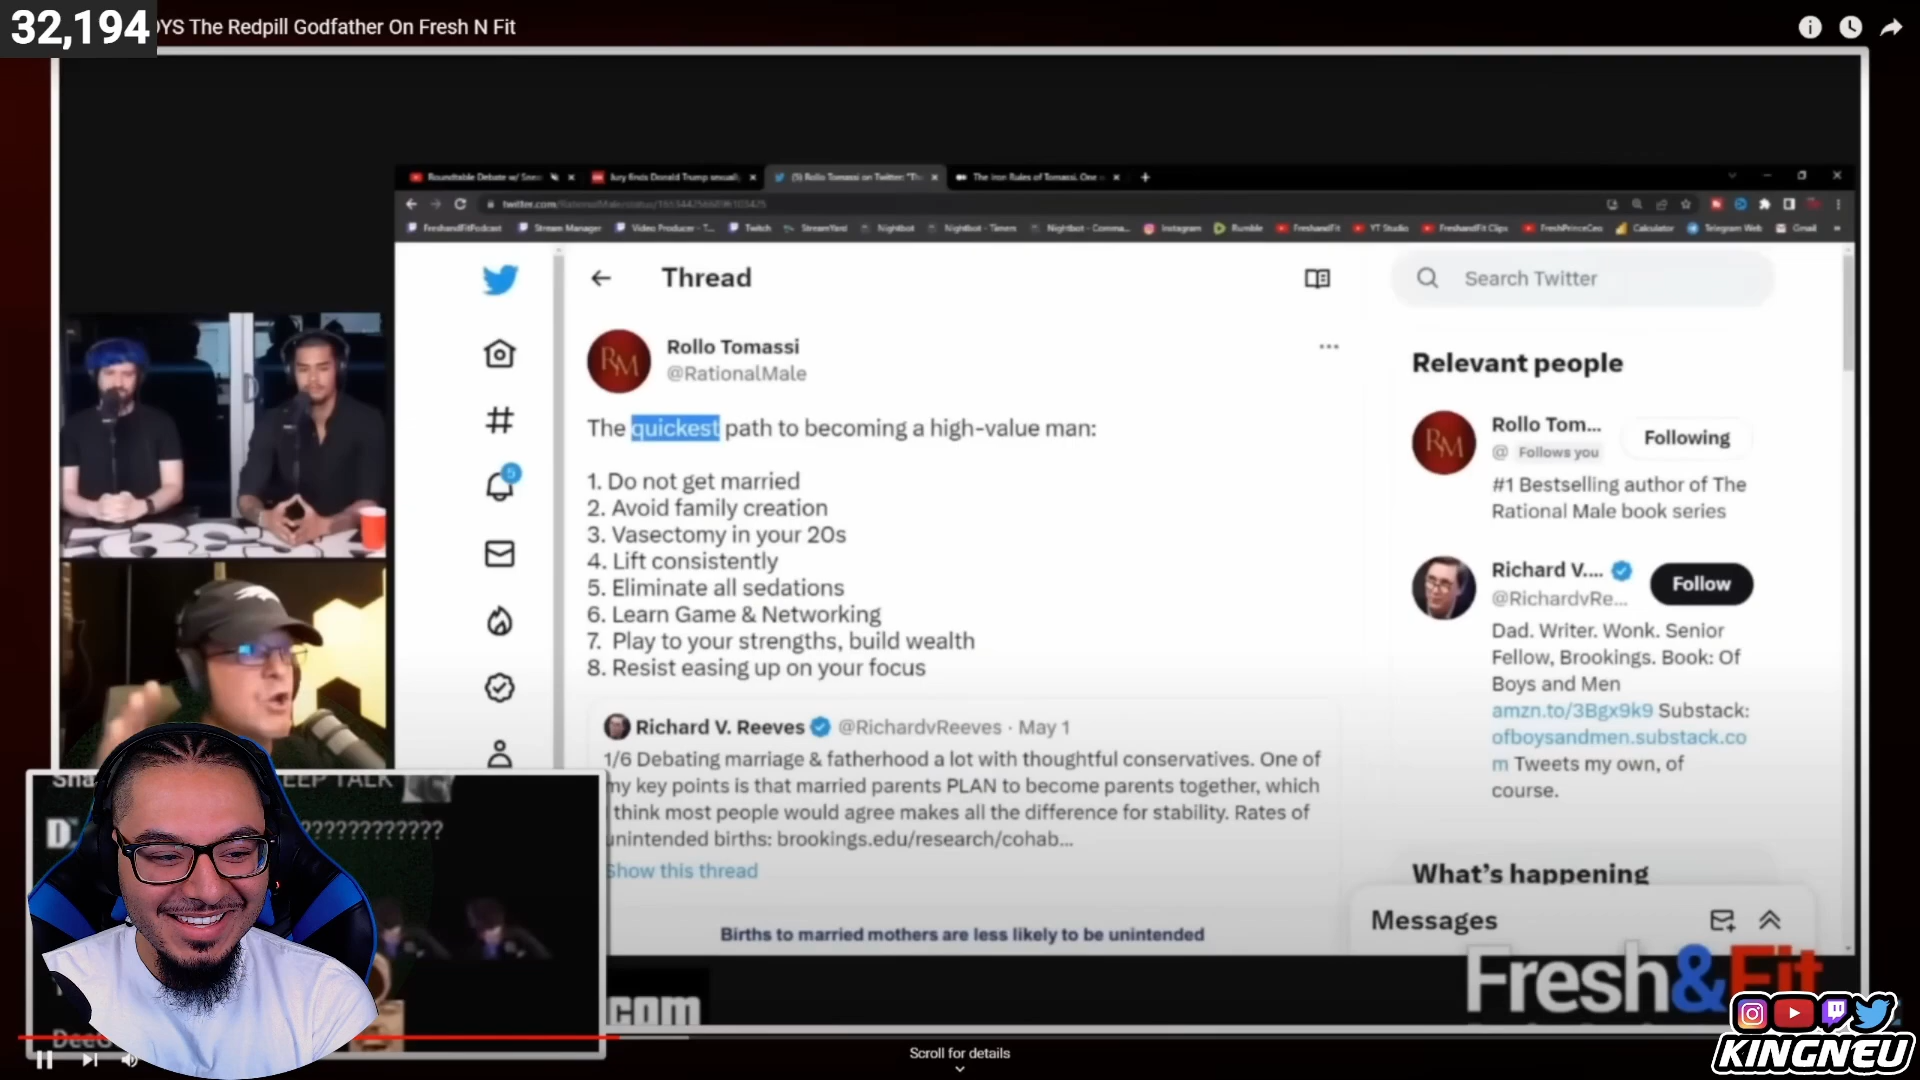 32,194
OYS The Redpill Godfather On Fresh N Fit
Roundtable Debate w/ Snea
Jury finds Donald Trump sexuall
(5) Rollo Tomassi on Twitter: "Th
The Iron Rules of Tomassi. One
FreshandFitPodcast
Stream Manager
Video Producer - T...
Twitch
StreamYard
Nightbot
Nightbot - Timers
Nightbot - Comma...
Instagram
Rumble
FreshandFit
YT Studio
FreshandFit Clips
FreshPrinceCeo
Calculator
Telegram Web
Gmail
Thread
Search Twitter
RM
Rollo Tomassi
@RationalMale
The quickest path to becoming a high-value man:
1. Do not get married
2. Avoid family creation
3. Vasectomy in your 20s
4. Lift consistently
5. Eliminate all sedations
6. Learn Game & Networking
7. Play to your strengths, build wealth
8. Resist easing up on your focus
Richard V. Reeves @RichardvReeves · May 1
1/6 Debating marriage & fatherhood a lot with thoughtful conservatives. One of
my key points is that married parents PLAN to become parents together, which
think most people would agree makes all the difference for stability. Rates of
unintended births: brookings.edu/research/cohab...
Show this thread
Births to married mothers are less likely to be unintended
5
Relevant people
RM
Rollo Tom...
Following
@ Follows you
#1 Bestselling author of The
Rational Male book series
Richard V....
Follow
@RichardvRe...
Dad. Writer. Wonk. Senior
Fellow, Brookings. Book: Of
Boys and Men
amzn.to/3Bgx9k9 Substack:
ofboysandmen.substack.co
m Tweets my own, of
course.
What's happening
Messages
Sna
EEP TALK
????????????
.com
Fresh&Fit
Scroll for details
KINGNEU